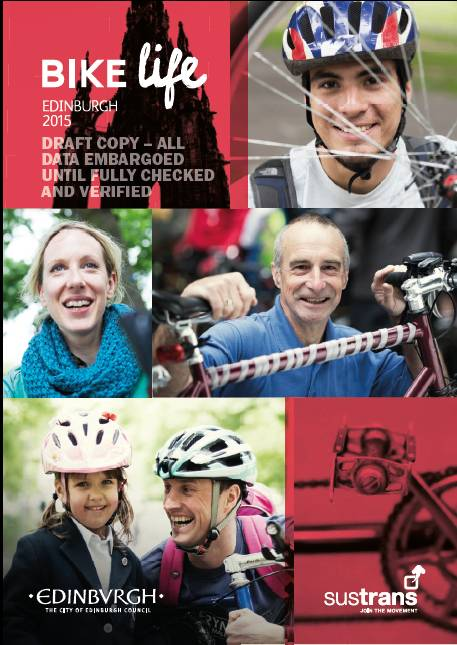 BIKE life
EDINBURGH
2015
DRAFT COPY – ALL
DATA EMBARGOED
UNTIL FULLY CHECKED
AND VERIFIED
·EDINBVRGH·
THE CITY OF EDINBURGH COUNCIL
sustrans
JOIN THE MOVEMENT